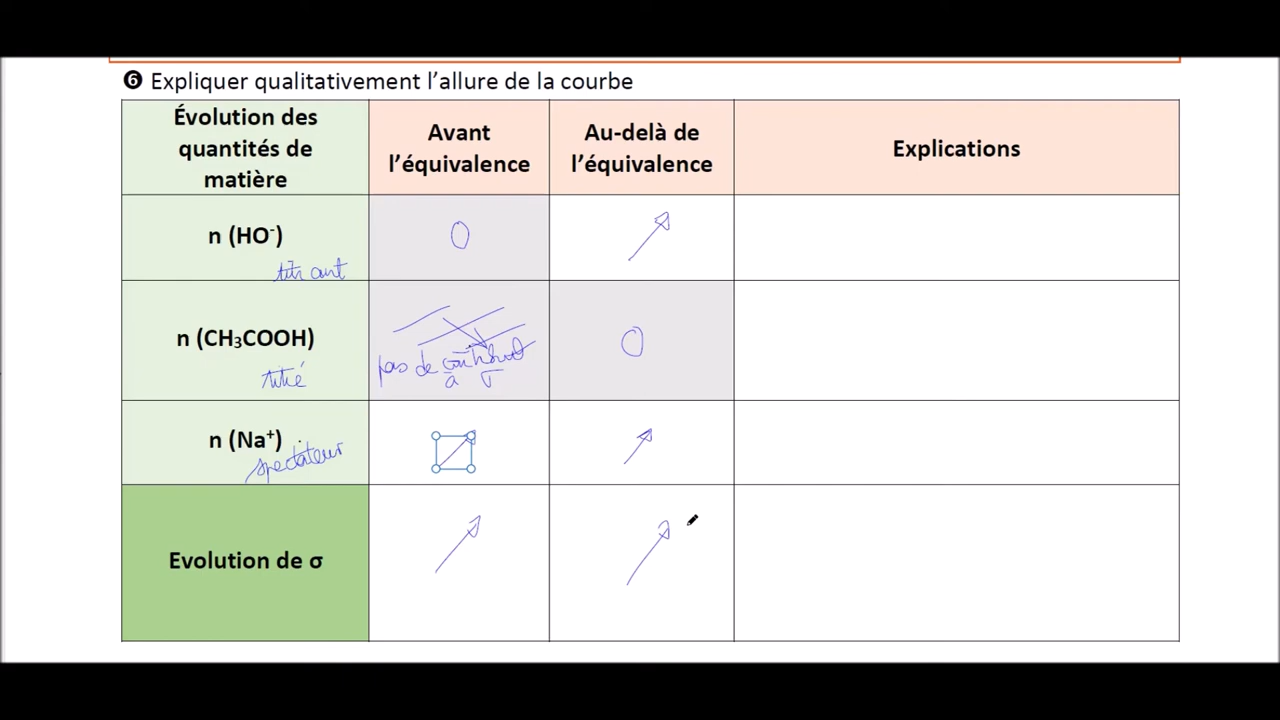 ❻ Expliquer qualitativement l’allure de la courbe
Évolution des
quantités de
matière
Avant
l’équivalence
Au-delà de
l’équivalence
Explications
n (HO⁻)
titrant
0
n (CH₃COOH)
titré
pas de contribut
à σ
0
n (Na⁺)
spectateur
Evolution de σ